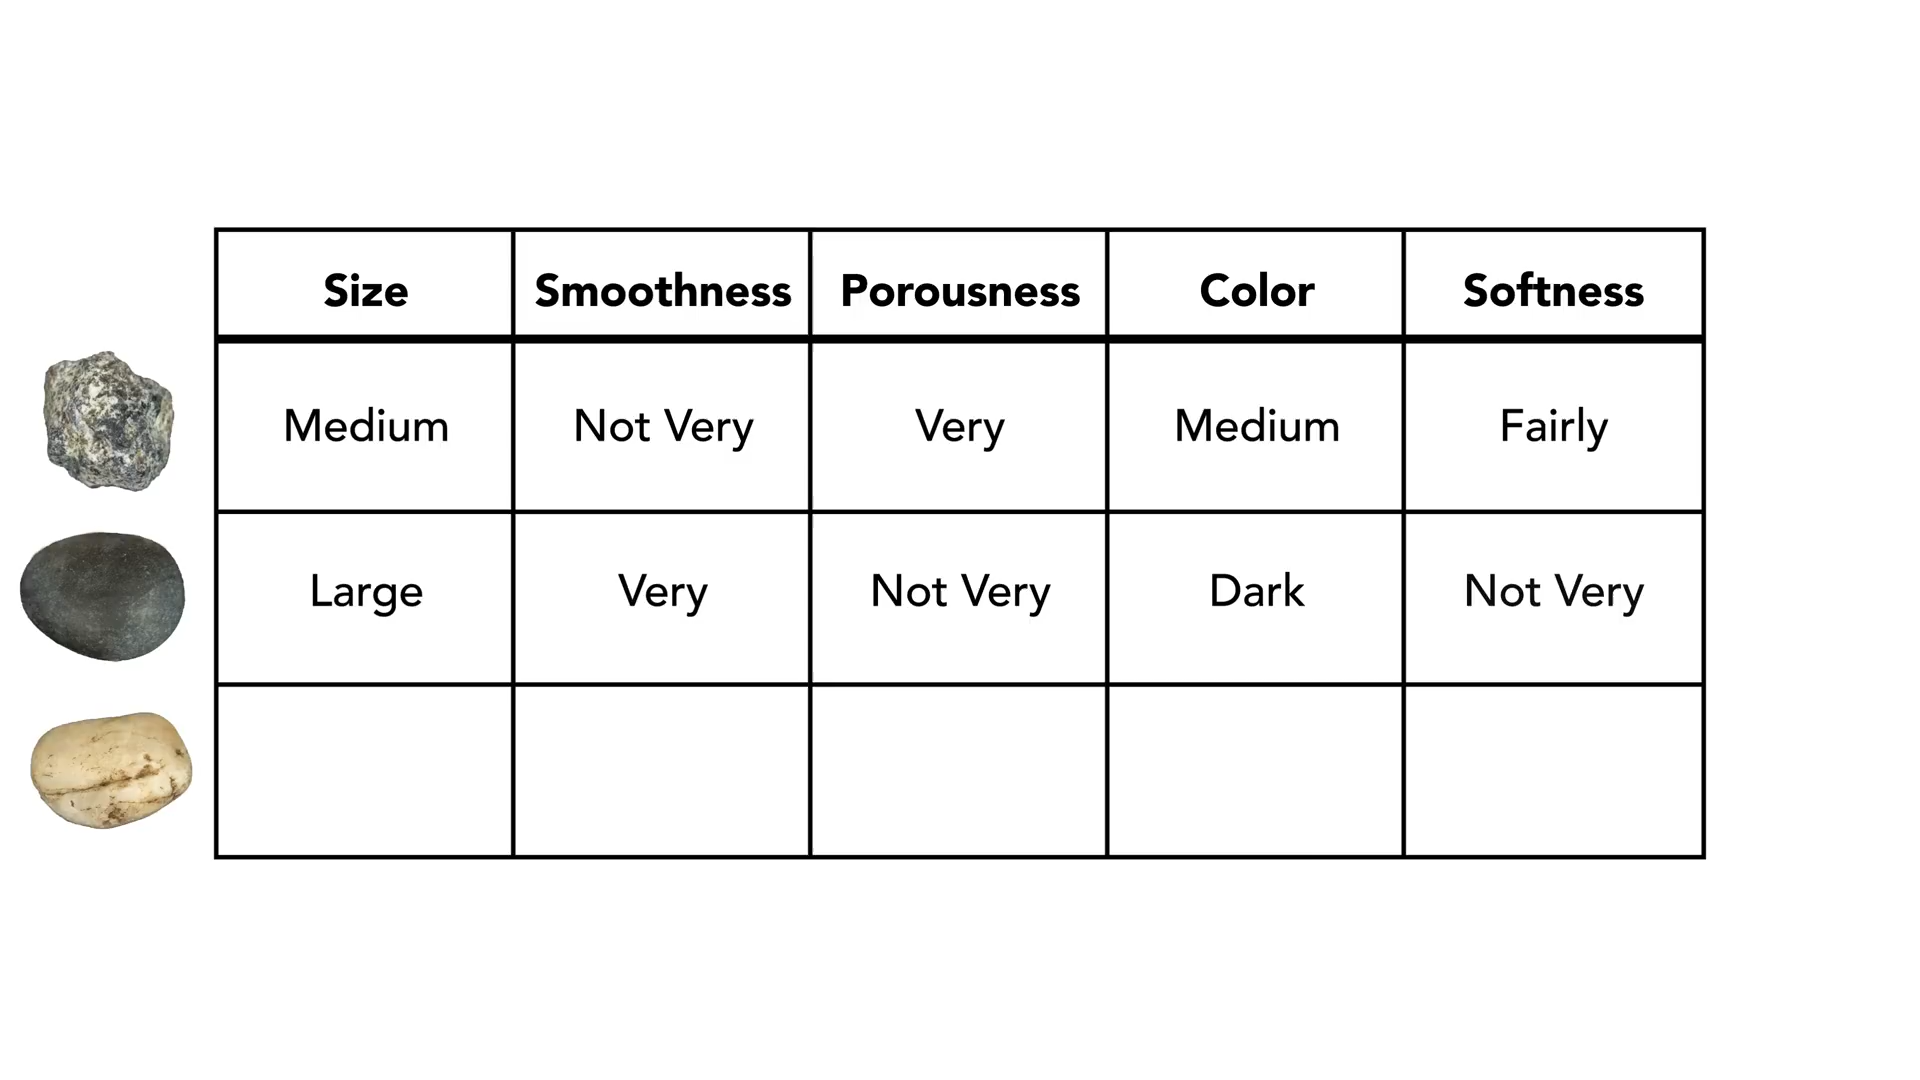 Size Smoothness Porousness Color Softness
Medium Not Very Very Medium Fairly
Large Very Not Very Dark Not Very